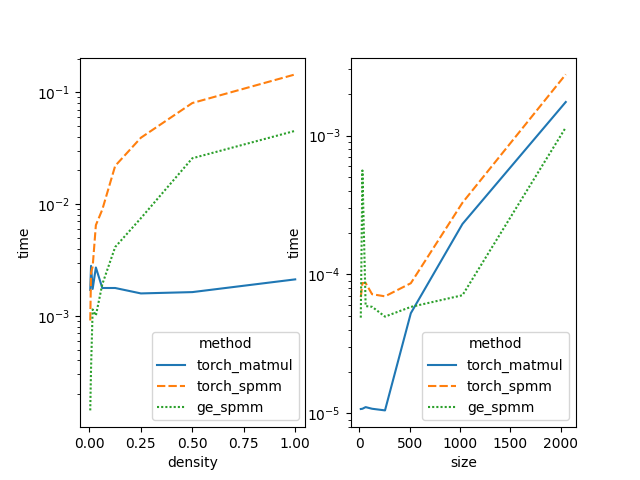 time
10⁻¹
10⁻²
10⁻³
0.00 0.25 0.50 0.75 1.00
density
method
torch_matmul
torch_spmm
ge_spmm
time
10⁻³
10⁻⁴
10⁻⁵
0 500 1000 1500 2000
size
method
torch_matmul
torch_spmm
ge_spmm